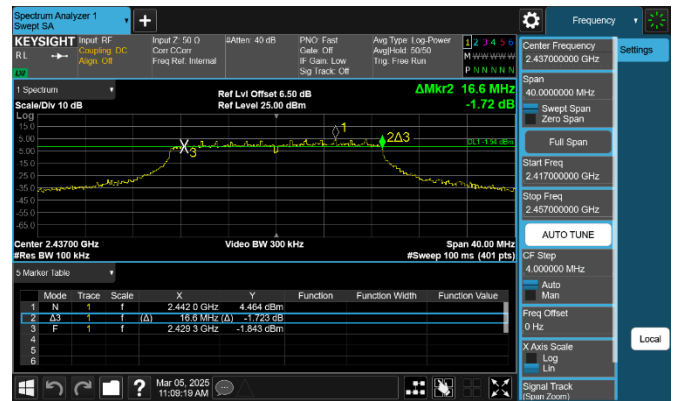 Spectrum Analyzer 1
Swept SA
+
Frequency
KEYSIGHT Input: RF Input Z: 50 Ω #Atten: 40 dB PNO: Fast Avg Type: Log-Power 1 2 3 4 5 6
RL Coupling: DC Corr CCorr Gate: Off Avg|Hold: 50/50 M W W W W W
Align: Off Freq Ref: Internal IF Gain: Low Trig: Free Run
Sig Track: Off P N N N N N
LW
1 Spectrum
Scale/Div 10 dB
Ref Lvl Offset 6.50 dB
Ref Level 25.00 dBm
ΔMkr2 16.6 MHz
-1.72 dB
Log
15.0
5.00
-5.00
-15.0
-25.0
-35.0
-45.0
-55.0
-65.0
1
2Δ3
X3
DL1 -1.94 dBm
Center 2.43700 GHz Video BW 300 kHz Span 40.00 MHz
#Res BW 100 kHz #Sweep 100 ms (401 pts)
5 Marker Table
Mode Trace Scale X Y Function Function Width Function Value
1 N 1 f 2.442 0 GHz 4.464 dBm
2 Δ3 1 f (Δ) 16.6 MHz (Δ) -1.723 dB
3 F 1 f 2.429 3 GHz -1.843 dBm
4
5
6
?
Mar 05, 2025
11:09:19 AM
Center Frequency
2.437000000 GHz
Settings
Span
40.0000000 MHz
Swept Span
Zero Span
Full Span
Start Freq
2.417000000 GHz
Stop Freq
2.457000000 GHz
AUTO TUNE
CF Step
4.000000 MHz
Auto
Man
Freq Offset
0 Hz
X Axis Scale
Log
Lin
Local
Signal Track
(Span Zoom)